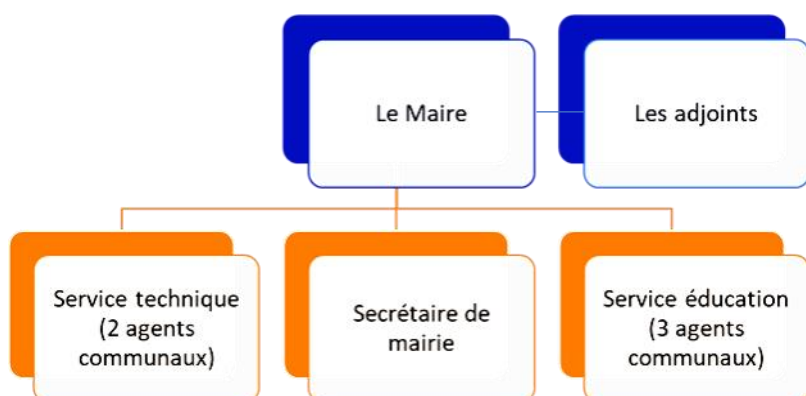 Le Maire
Les adjoints
Service technique
(2 agents
communaux)
Secrétaire de
mairie
Service éducation
(3 agents
communaux)